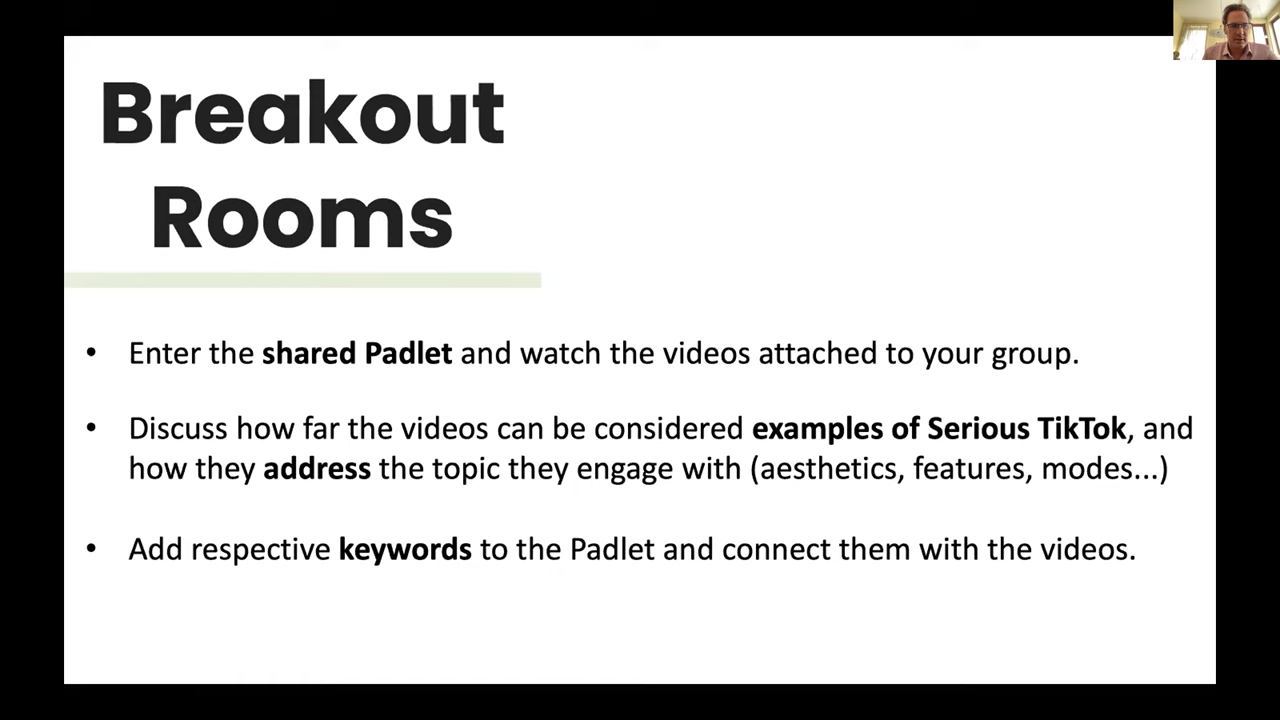 Breakout
Rooms
• Enter the shared Padlet and watch the videos attached to your group.
• Discuss how far the videos can be considered examples of Serious TikTok, and
how they address the topic they engage with (aesthetics, features, modes...)
• Add respective keywords to the Padlet and connect them with the videos.